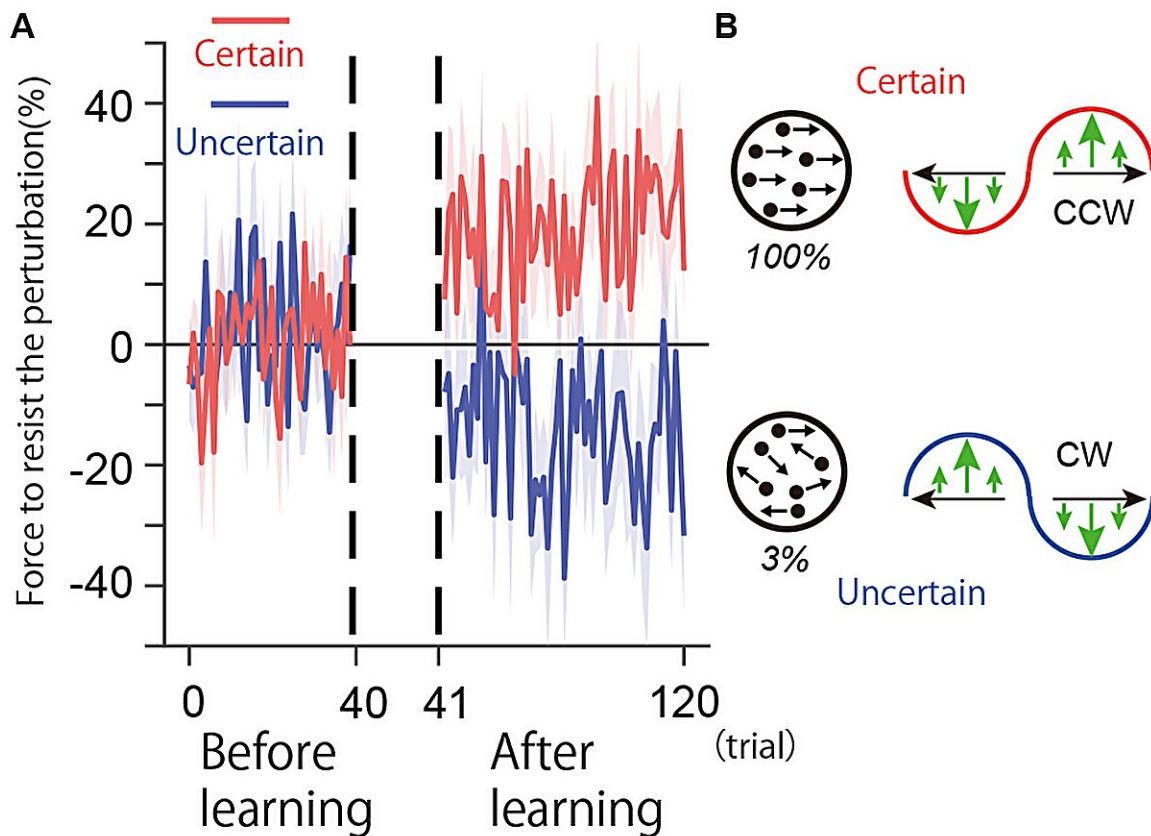 A
Certain
Uncertain
Force to resist the perturbation(%)
40
20
0
-20
-40
0
40
41
120
(trial)
Before
learning
After
learning
B
Certain
100%
CCW
3%
CW
Uncertain